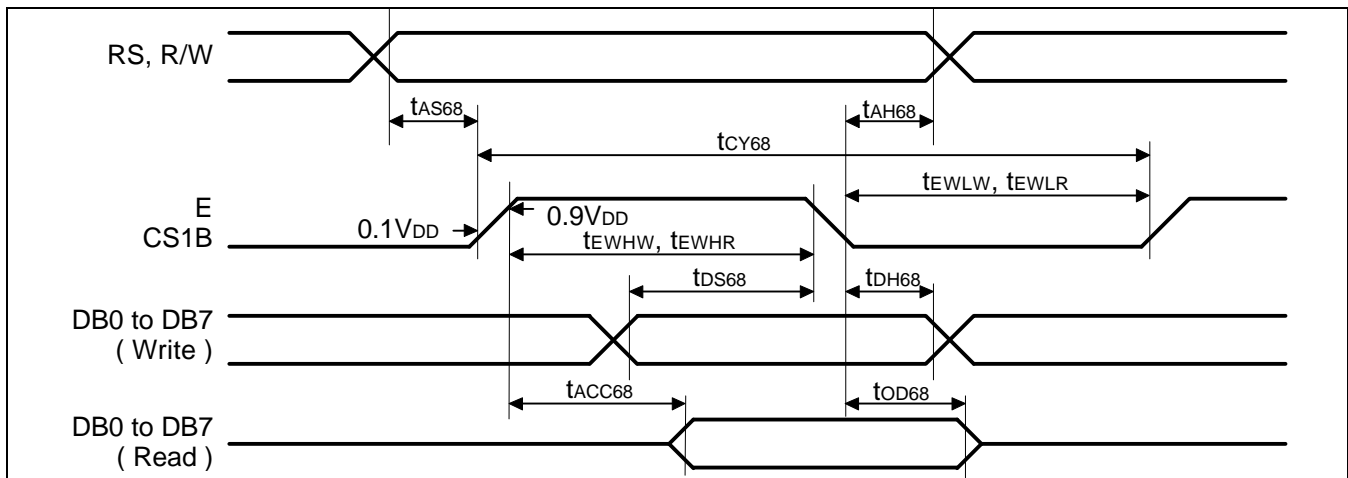 RS, R/W
tAS68
tAH68
tCY68
tEWLW, tEWLR
E
CS1B
0.1VDD
0.9VDD
tEWHW, tEWHR
tDS68
tDH68
DB0 to DB7
( Write )
tACC68
tOD68
DB0 to DB7
( Read )